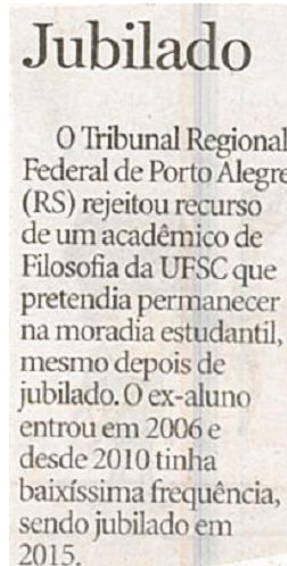 Jubilado
O Tribunal Regional
Federal de Porto Alegre
(RS) rejeitou recurso
de um acadêmico de
Filosofia da UFSC que
pretendia permanecer
na moradia estudantil,
mesmo depois de
jubilado. O ex-aluno
entrou em 2006 e
desde 2010 tinha
baixíssima frequência,
sendo jubilado em
2015.